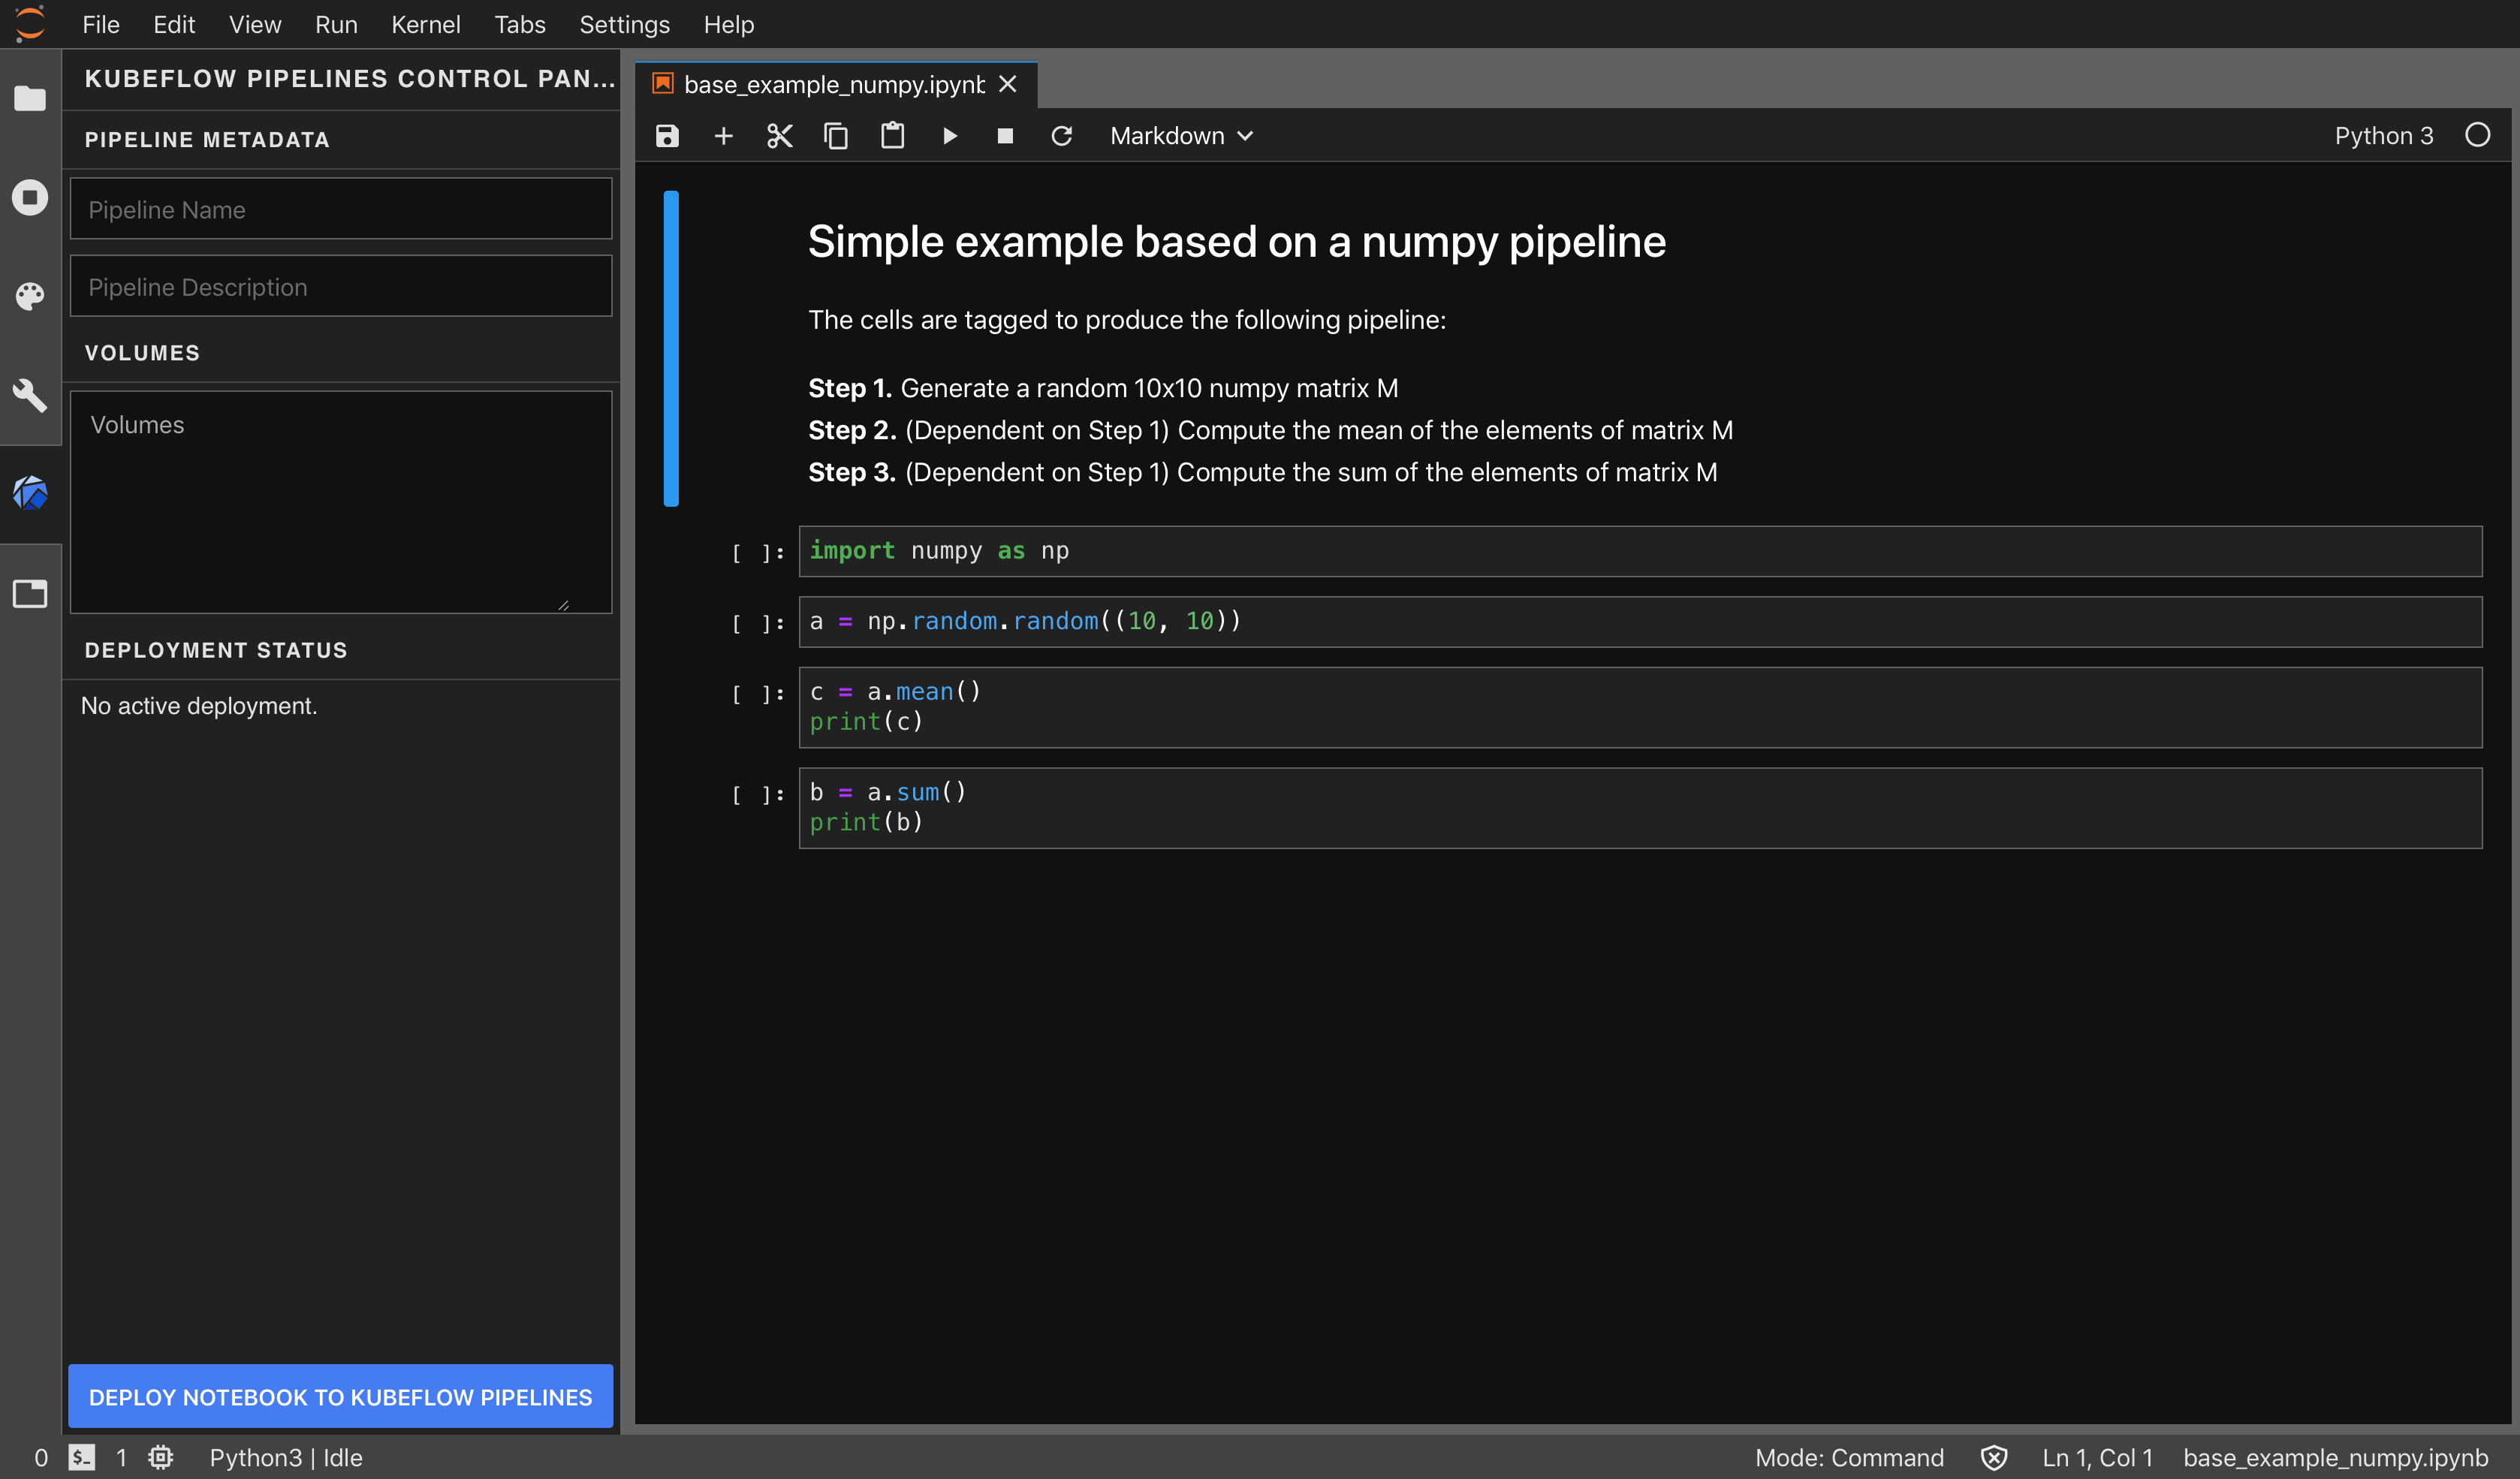 File Edit View Run Kernel Tabs Settings Help
KUBEFLOW PIPELINES CONTROL PAN...
PIPELINE METADATA
Pipeline Name
Pipeline Description
VOLUMES
Volumes
DEPLOYMENT STATUS
No active deployment.
DEPLOY NOTEBOOK TO KUBEFLOW PIPELINES
base_example_numpy.ipynb
Markdown
Python 3
Simple example based on a numpy pipeline
The cells are tagged to produce the following pipeline:
Step 1. Generate a random 10x10 numpy matrix M
Step 2. (Dependent on Step 1) Compute the mean of the elements of matrix M
Step 3. (Dependent on Step 1) Compute the sum of the elements of matrix M
[ ]: import numpy as np
[ ]: a = np.random.random((10, 10))
[ ]: c = a.mean()
print(c)
[ ]: b = a.sum()
print(b)
0 $_ 1 Python3 | Idle
Mode: Command Ln 1, Col 1 base_example_numpy.ipynb